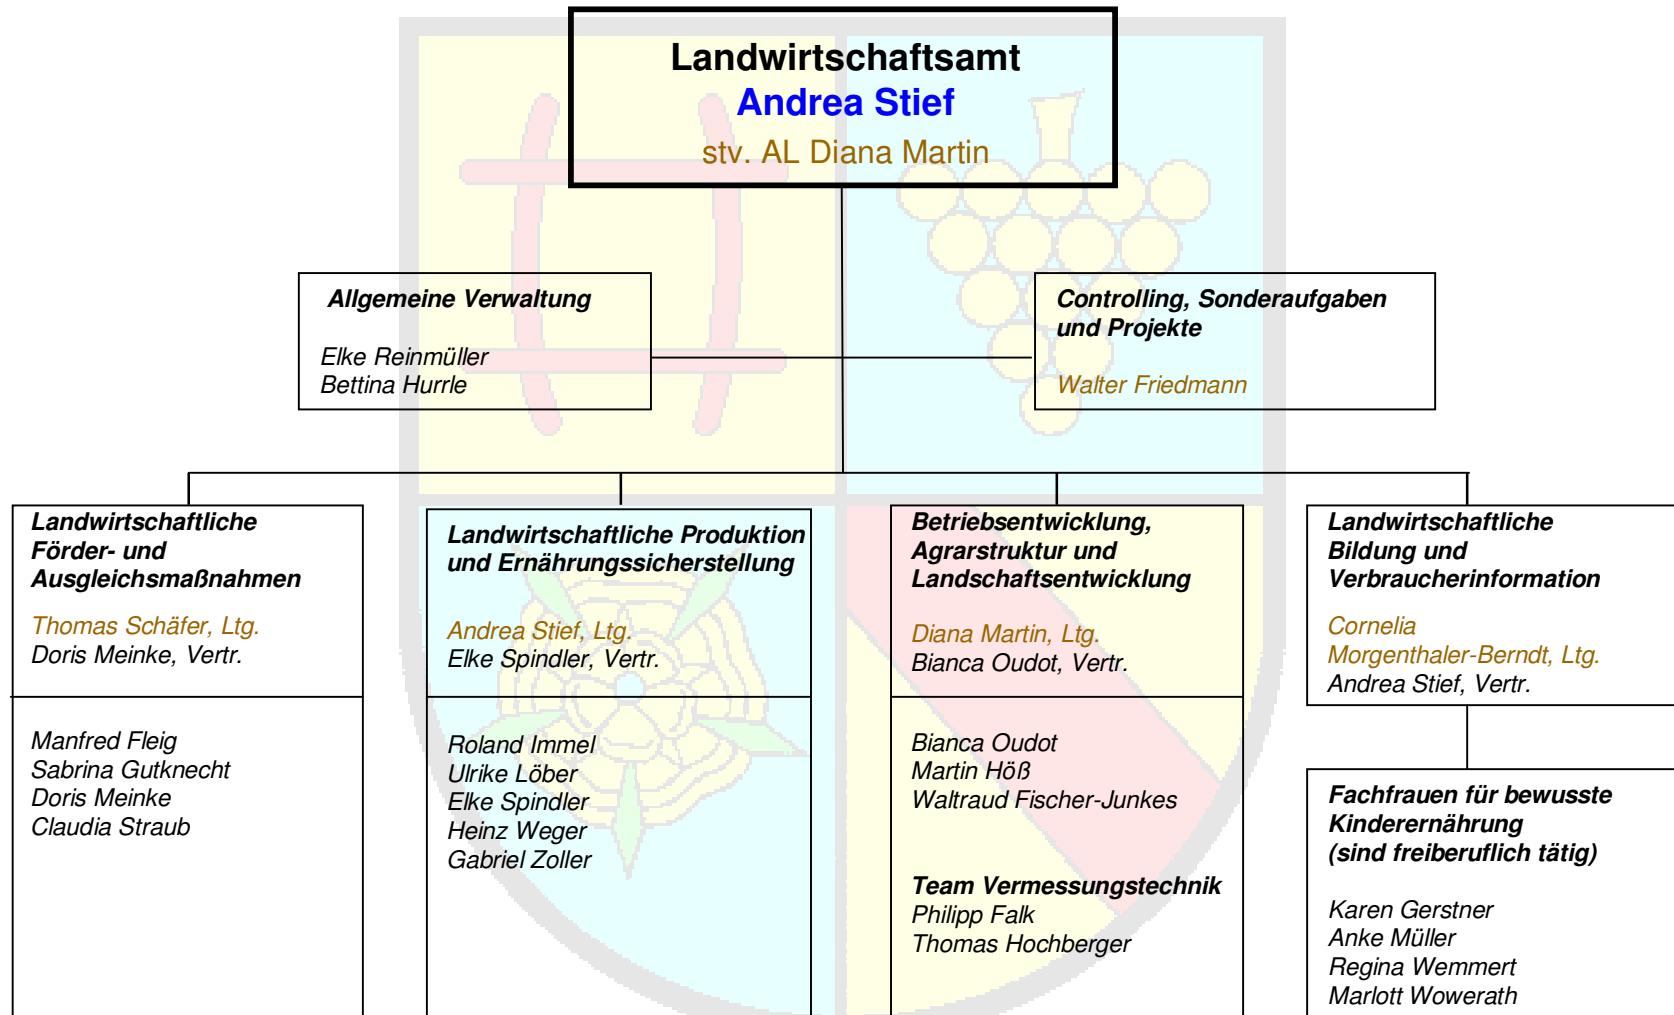 Landwirtschaftsamt
Andrea Stief
stv. AL Diana Martin
Allgemeine Verwaltung
Elke Reinmüller
Bettina Hurrle
Controlling, Sonderaufgaben
und Projekte
Walter Friedmann
Landwirtschaftliche
Förder- und
Ausgleichsmaßnahmen
Thomas Schäfer, Ltg.
Doris Meinke, Vertr.
Manfred Fleig
Sabrina Gutknecht
Doris Meinke
Claudia Straub
Landwirtschaftliche Produktion
und Ernährungssicherstellung
Andrea Stief, Ltg.
Elke Spindler, Vertr.
Roland Immel
Ulrike Löber
Elke Spindler
Heinz Weger
Gabriel Zoller
Betriebsentwicklung,
Agrarstruktur und
Landschaftsentwicklung
Diana Martin, Ltg.
Bianca Oudot, Vertr.
Bianca Oudot
Martin Höß
Waltraud Fischer-Junkes
Team Vermessungstechnik
Philipp Falk
Thomas Hochberger
Landwirtschaftliche
Bildung und
Verbraucherinformation
Cornelia
Morgenthaler-Berndt, Ltg.
Andrea Stief, Vertr.
Fachfrauen für bewusste
Kinderernährung
(sind freiberuflich tätig)
Karen Gerstner
Anke Müller
Regina Wemmert
Marlott Wowerath